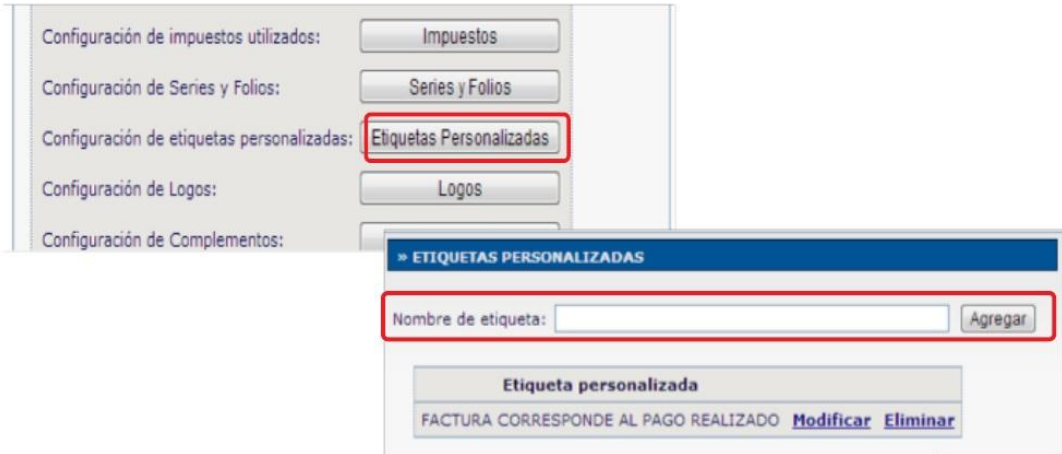 Configuración de impuestos utilizados: Impuestos
Configuración de Series y Folios: Series y Folios
Configuración de etiquetas personalizadas: Etiquetas Personalizadas
Configuración de Logos: Logos
Configuración de Complementos:
» ETIQUETAS PERSONALIZADAS
Nombre de etiqueta: Agregar
Etiqueta personalizada
FACTURA CORRESPONDE AL PAGO REALIZADO Modificar Eliminar